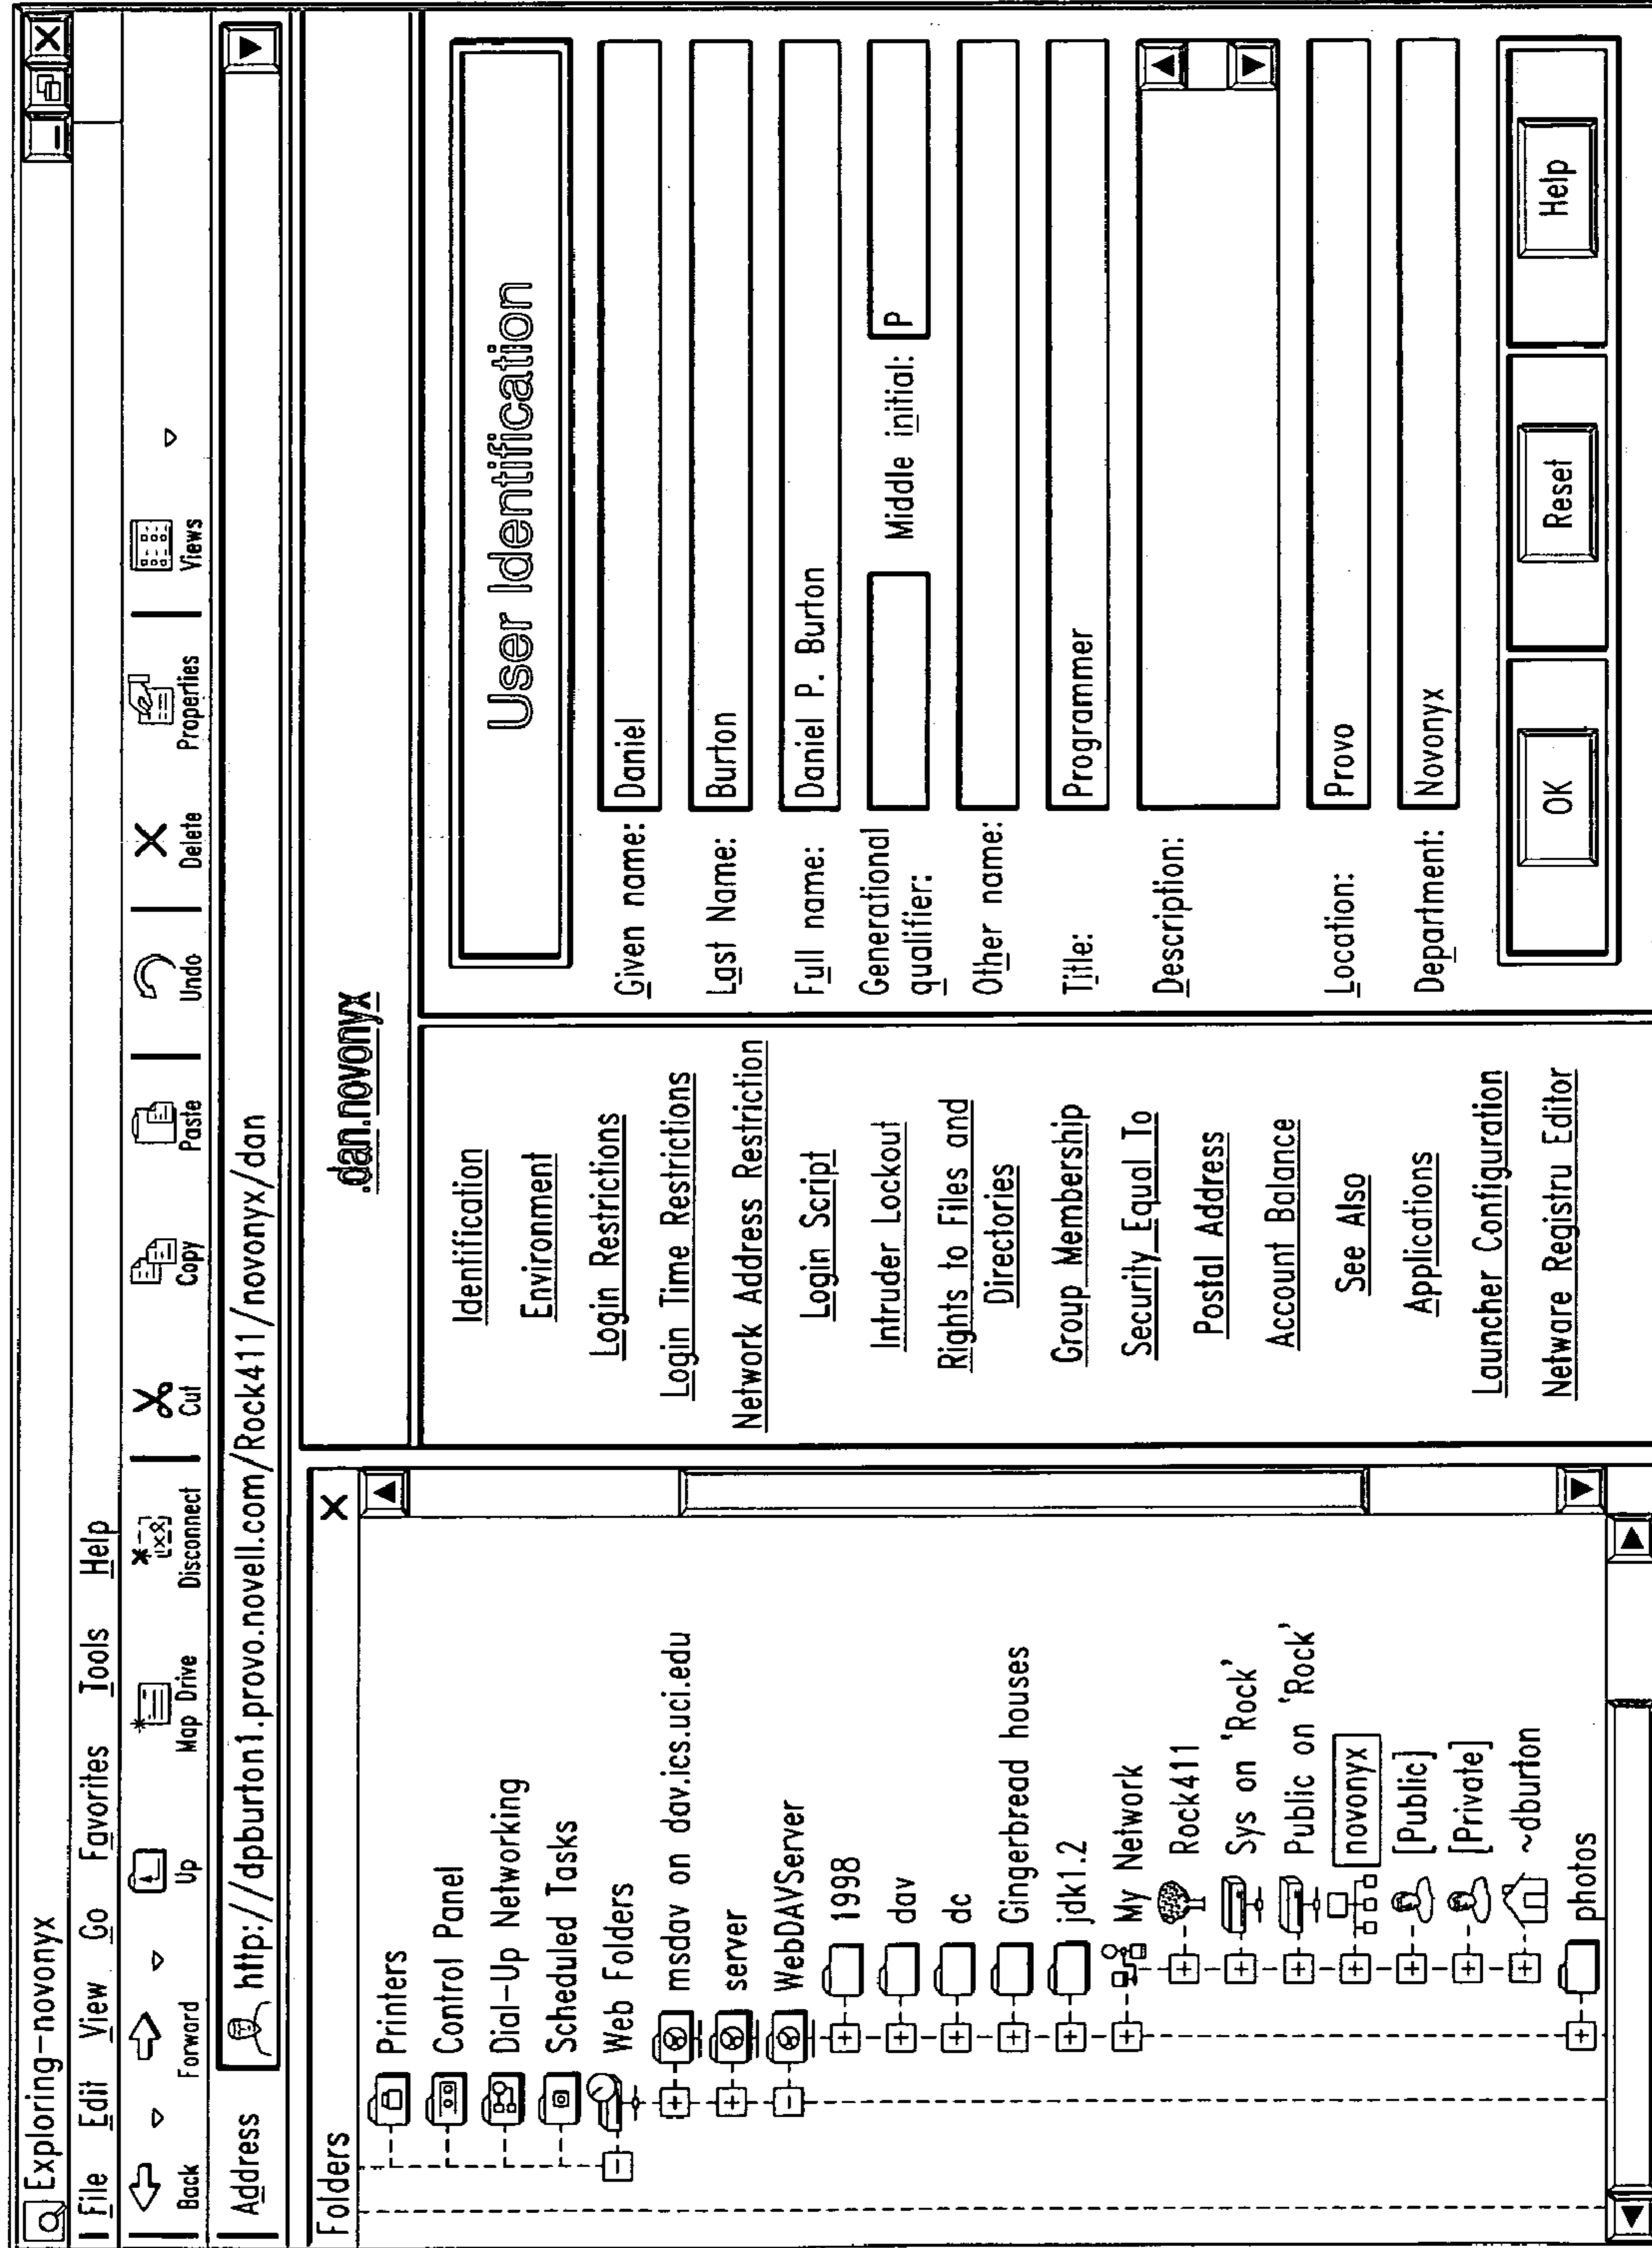 Exploring-novonyx
File Edit View Go Favorites Tools Help
Back Forward Up Map Drive Disconnect Cut Copy Paste Undo Delete Properties Views
Address http://dpburton1.provo.novell.com/Rock411/novonyx/dan
Folders
Printers
Control Panel
Dial-Up Networking
Scheduled Tasks
Web Folders
msdav on dav.ics.uci.edu
server
WebDAVServer
1998
dav
dc
Gingerbread houses
jdk1.2
My Network
Rock411
Sys on 'Rock'
Public on 'Rock'
novonyx
[Public]
[Private]
~dburton
photos
.dan.novonyx
Identification
Environment
Login Restrictions
Login Time Restrictions
Network Address Restriction
Login Script
Intruder Lockout
Rights to Files and
Directories
Group Membership
Security Equal To
Postal Address
Account Balance
See Also
Applications
Launcher Configuration
Netware Registru Editor
User Identification
Given name: Daniel
Last Name: Burton
Full name: Daniel P. Burton
Generational
qualifier: Middle initial: P
Other name:
Title: Programmer
Description:
Location: Provo
Department: Novonyx
OK Reset Help